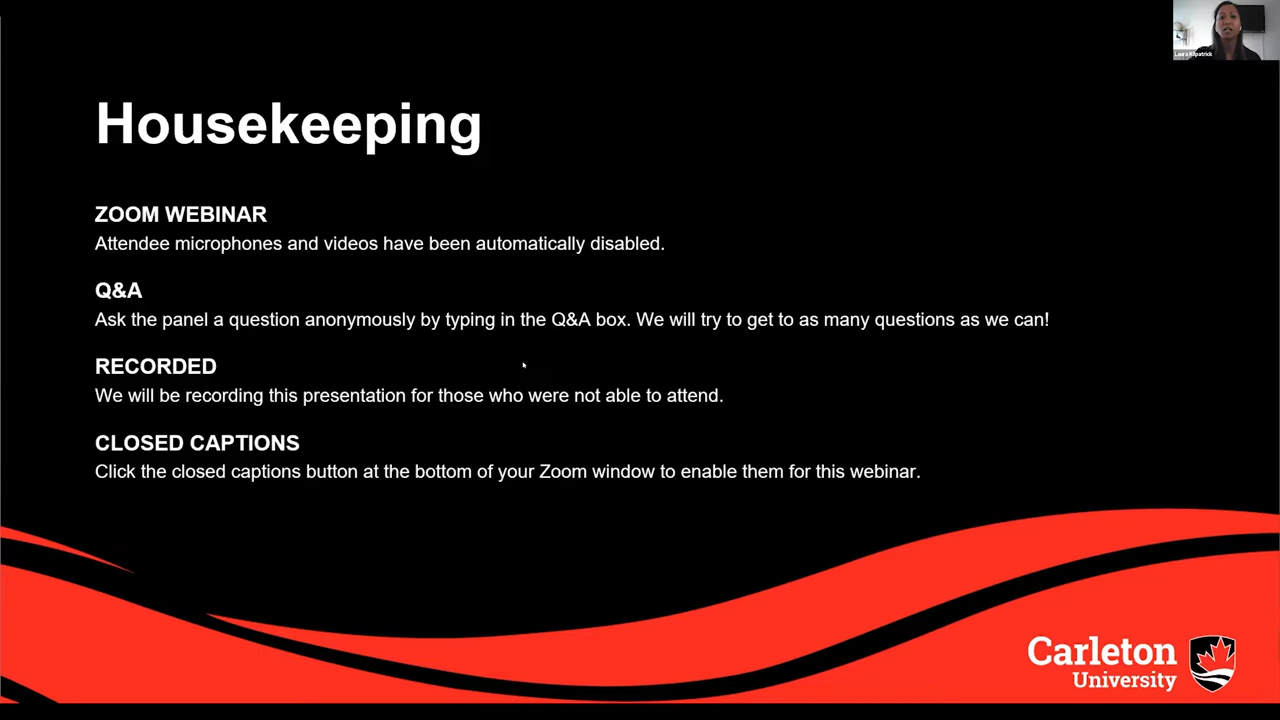 Laura Kilpatrick
Housekeeping
ZOOM WEBINAR
Attendee microphones and videos have been automatically disabled.
Q&A
Ask the panel a question anonymously by typing in the Q&A box. We will try to get to as many questions as we can!
RECORDED
We will be recording this presentation for those who were not able to attend.
CLOSED CAPTIONS
Click the closed captions button at the bottom of your Zoom window to enable them for this webinar.
Carleton
University